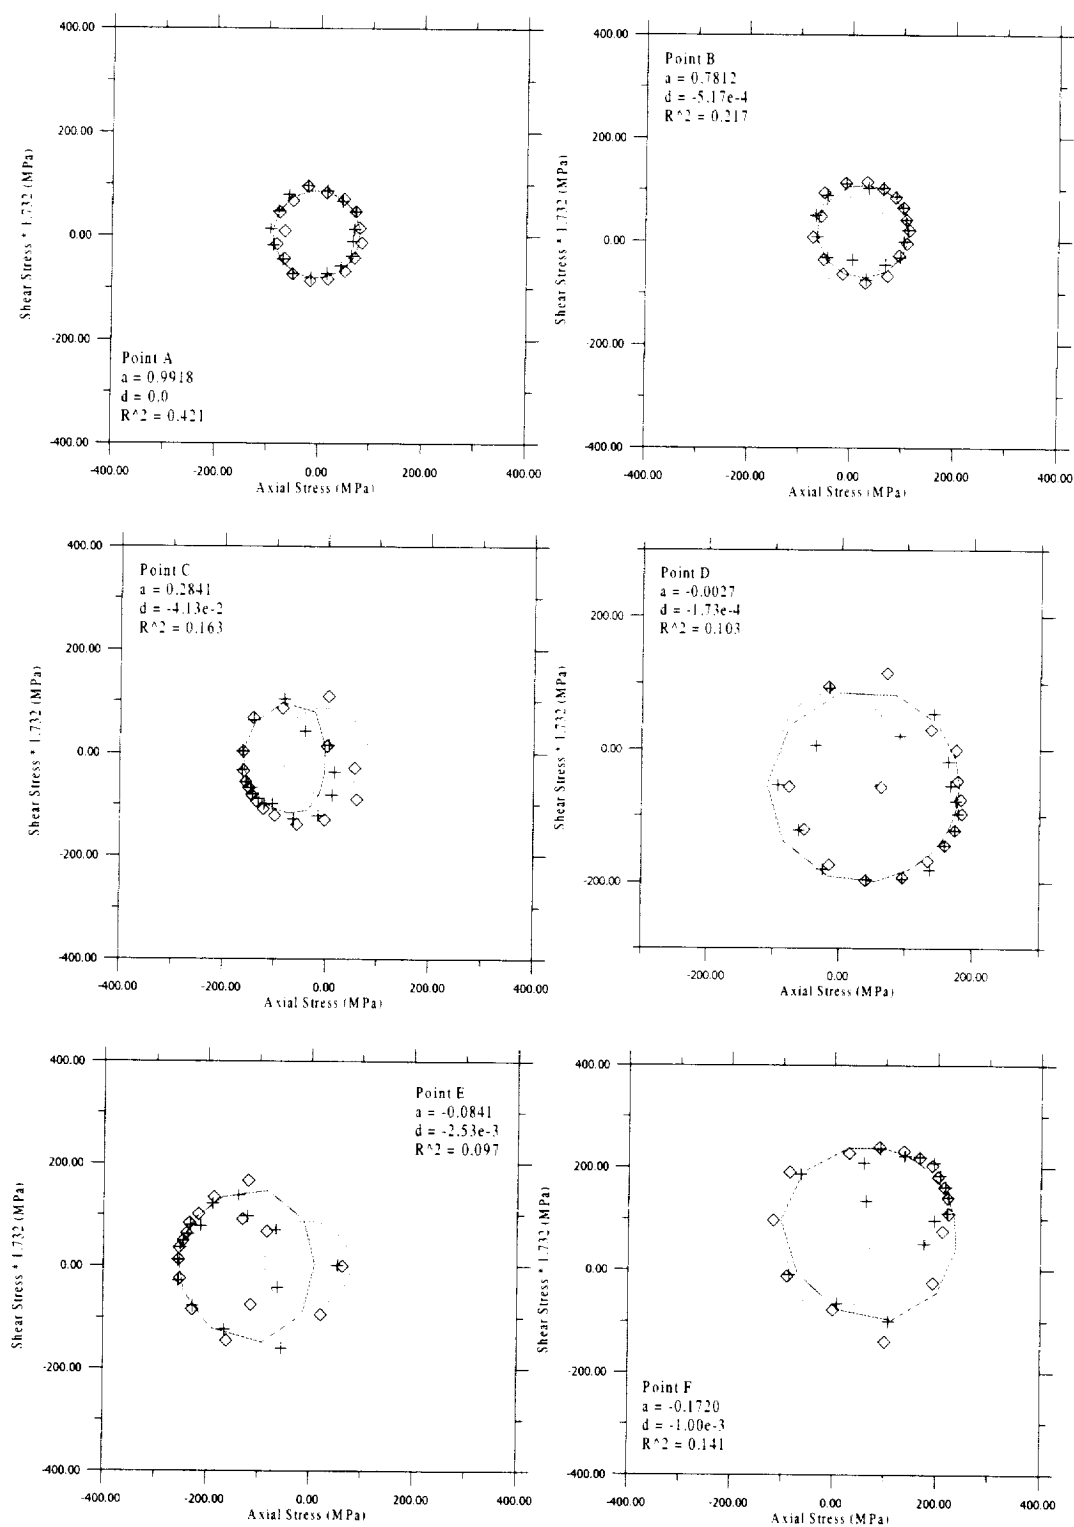 400.00
200.00
0.00
-200.00
-400.00
Shear Stress * 1.732 (MPa)
Point A
a = 0.9918
d = 0.0
R^2 = 0.421
-400.00 -200.00 0.00 200.00 400.00
Axial Stress (MPa)
400.00
200.00
0.00
-200.00
-400.00
Shear Stress * 1.732 (MPa)
Point B
a = 0.7812
d = -5.17e-4
R^2 = 0.217
-400.00 -200.00 0.00 200.00 400.00
Axial Stress (MPa)
400.00
200.00
0.00
-200.00
-400.00
Shear Stress * 1.732 (MPa)
Point C
a = 0.2841
d = -4.13e-2
R^2 = 0.163
-400.00 -200.00 0.00 200.00 400.00
Axial Stress (MPa)
200.00
0.00
-200.00
Shear Stress * 1.732 (MPa)
Point D
a = -0.0027
d = -1.73e-4
R^2 = 0.103
-200.00 0.00 200.00
Axial Stress (MPa)
400.00
200.00
0.00
-200.00
-400.00
Shear Stress * 1.732 (MPa)
Point E
a = -0.0841
d = -2.53e-3
R^2 = 0.097
-400.00 -200.00 0.00 200.00 400.00
Axial Stress (MPa)
400.00
200.00
0.00
-200.00
-400.00
Shear Stress * 1.732 (MPa)
Point F
a = -0.1720
d = -1.00e-3
R^2 = 0.141
-400.00 -200.00 0.00 200.00 400.00
Axial Stress (MPa)